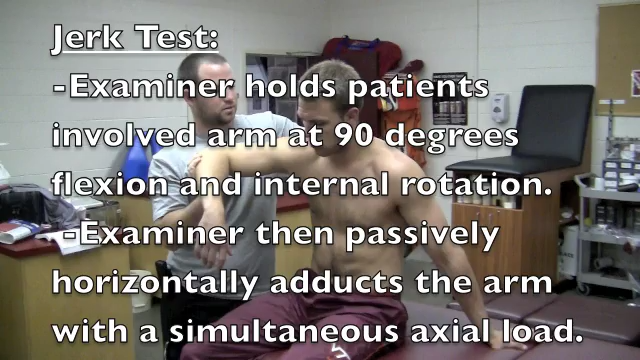 Jerk Test:
-Examiner holds patients
involved arm at 90 degrees
flexion and internal rotation.
-Examiner then passively
horizontally adducts the arm
with a simultaneous axial load.